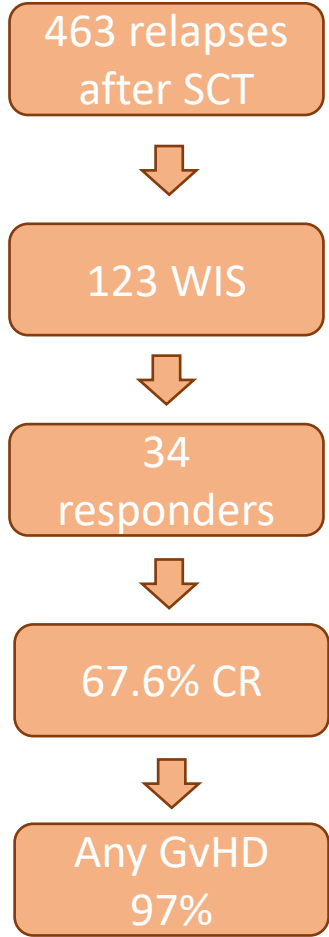 463 relapses
after SCT
123 WIS
34
responders
67.6% CR
Any GvHD
97%